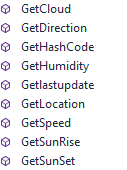 GetCloud
GetDirection
GetHashCode
GetHumidity
Getlastupdate
GetLocation
GetSpeed
GetSunRise
GetSunSet